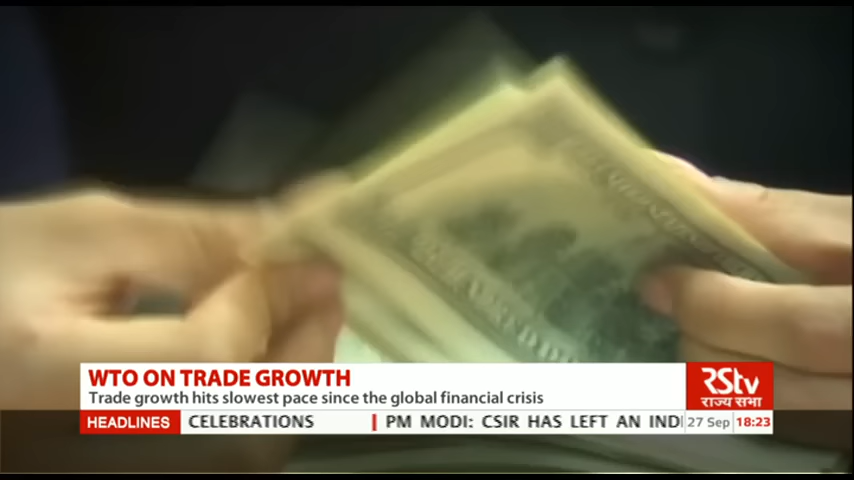 WTO ON TRADE GROWTH
Trade growth hits slowest pace since the global financial crisis
RStv
राज्य सभा
HEADLINES CELEBRATIONS | PM MODI: CSIR HAS LEFT AN INDI 27 Sep 18:23